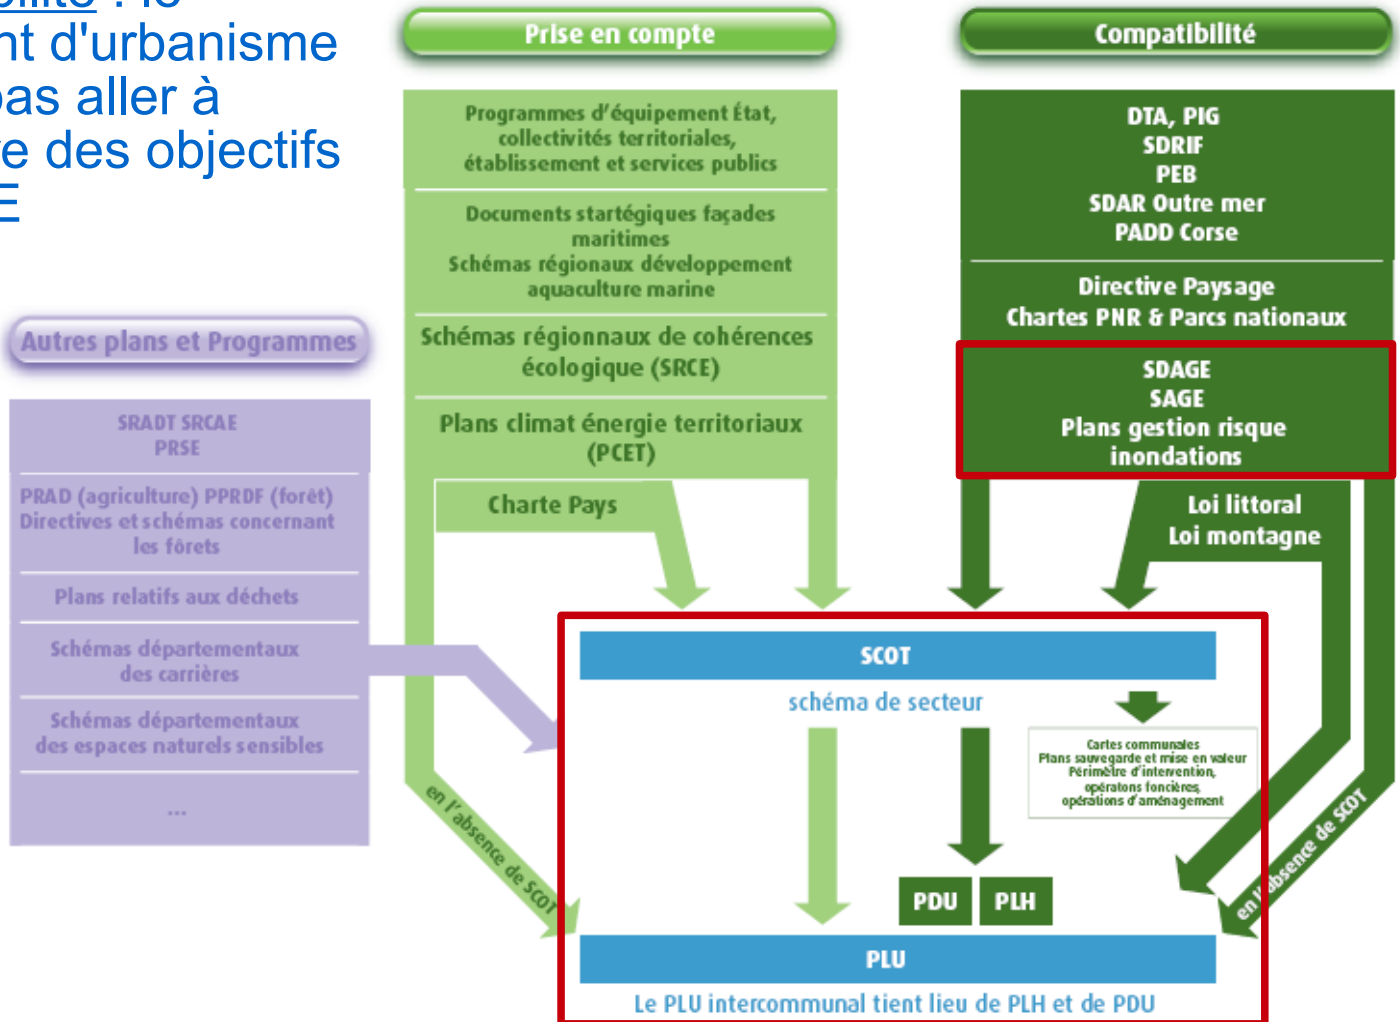 : le
nt d'urbanisme
pas aller à
e des objectifs
E
Prise en compte
Programmes d'équipement État,
collectivités territoriales,
établissement et services publics
Documents startégiques façades
maritimes
Schémas régionaux développement
aquaculture marine
Schémas régionnaux de cohérences
écologique (SRCE)
Plans climat énergie territoriaux
(PCET)
Charte Pays
Compatibilité
DTA, PIG
SDRIF
PEB
SDAR Outre mer
PADD Corse
Directive Paysage
Chartes PNR & Parcs nationaux
SDAGE
SAGE
Plans gestion risque
inondations
Loi littoral
Loi montagne
Autres plans et Programmes
SRADT SRCAE
PRSE
PRAD (agriculture) PPRDF (forêt)
Directives et schémas concernant
les fôrets
Plans relatifs aux déchets
Schémas départementaux
des carrières
Schémas départementaux
des espaces naturels sensibles
...
SCOT
schéma de secteur
Cartes communales
Plans sauvegarde et mise en valeur
Périmètre d'intervention,
opératons foncières,
opérations d'aménagement
en l'absence de SCOT
en l'absence de SCOT
PDU
PLH
PLU
Le PLU intercommunal tient lieu de PLH et de PDU